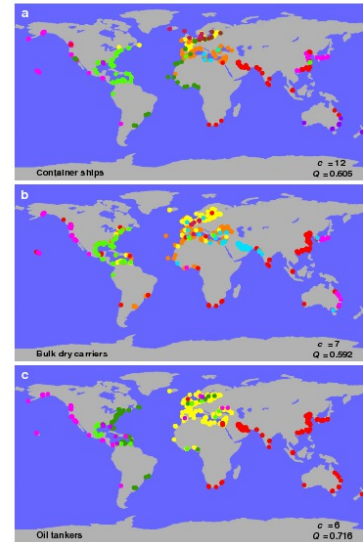 a
c = 12
Container ships
Q = 0.605
b
c = 7
Bulk dry carriers
Q = 0.592
c
c = 6
Oil tankers
Q = 0.716